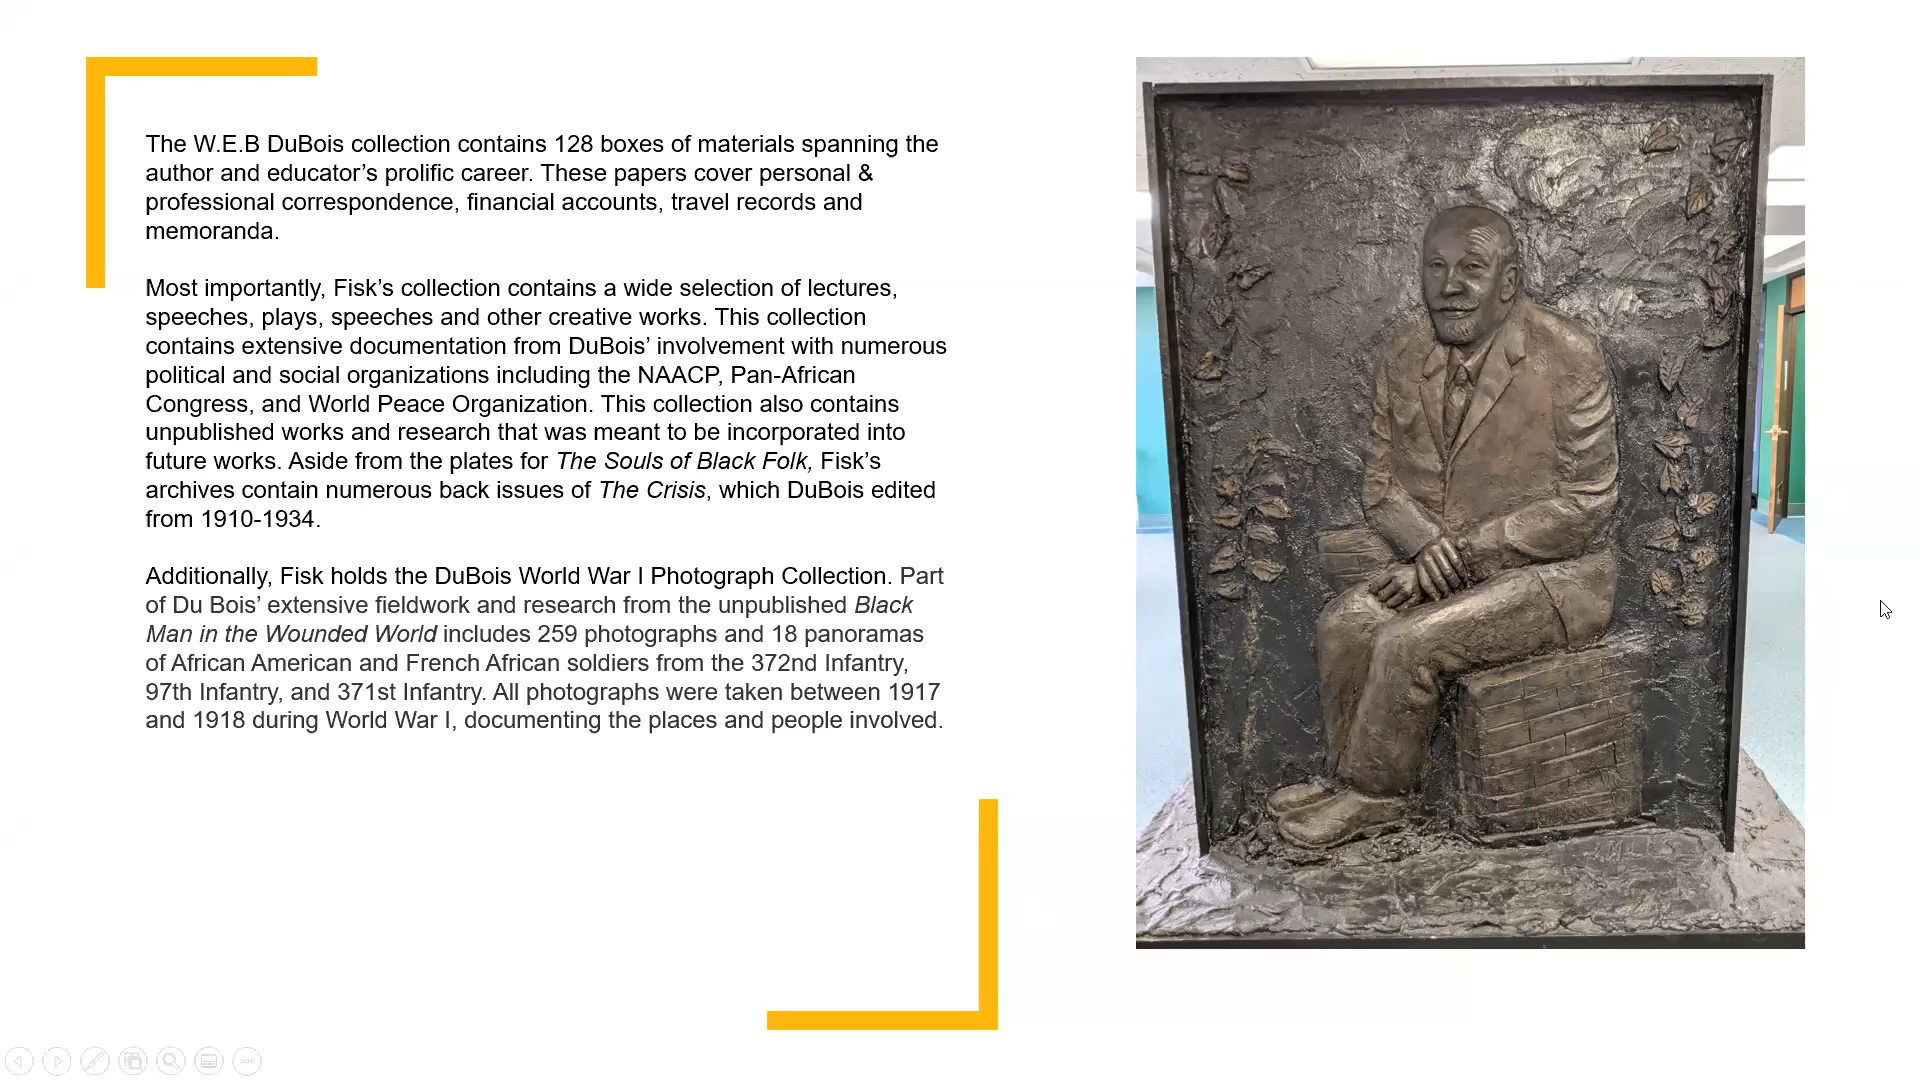 The W.E.B DuBois collection contains 128 boxes of materials spanning the
author and educator’s prolific career. These papers cover personal &
professional correspondence, financial accounts, travel records and
memoranda.
Most importantly, Fisk’s collection contains a wide selection of lectures,
speeches, plays, speeches and other creative works. This collection
contains extensive documentation from DuBois’ involvement with numerous
political and social organizations including the NAACP, Pan-African
Congress, and World Peace Organization. This collection also contains
unpublished works and research that was meant to be incorporated into
future works. Aside from the plates for The Souls of Black Folk, Fisk’s
archives contain numerous back issues of The Crisis, which DuBois edited
from 1910-1934.
Additionally, Fisk holds the DuBois World War I Photograph Collection. Part
of Du Bois’ extensive fieldwork and research from the unpublished Black
Man in the Wounded World includes 259 photographs and 18 panoramas
of African American and French African soldiers from the 372nd Infantry,
97th Infantry, and 371st Infantry. All photographs were taken between 1917
and 1918 during World War I, documenting the places and people involved.